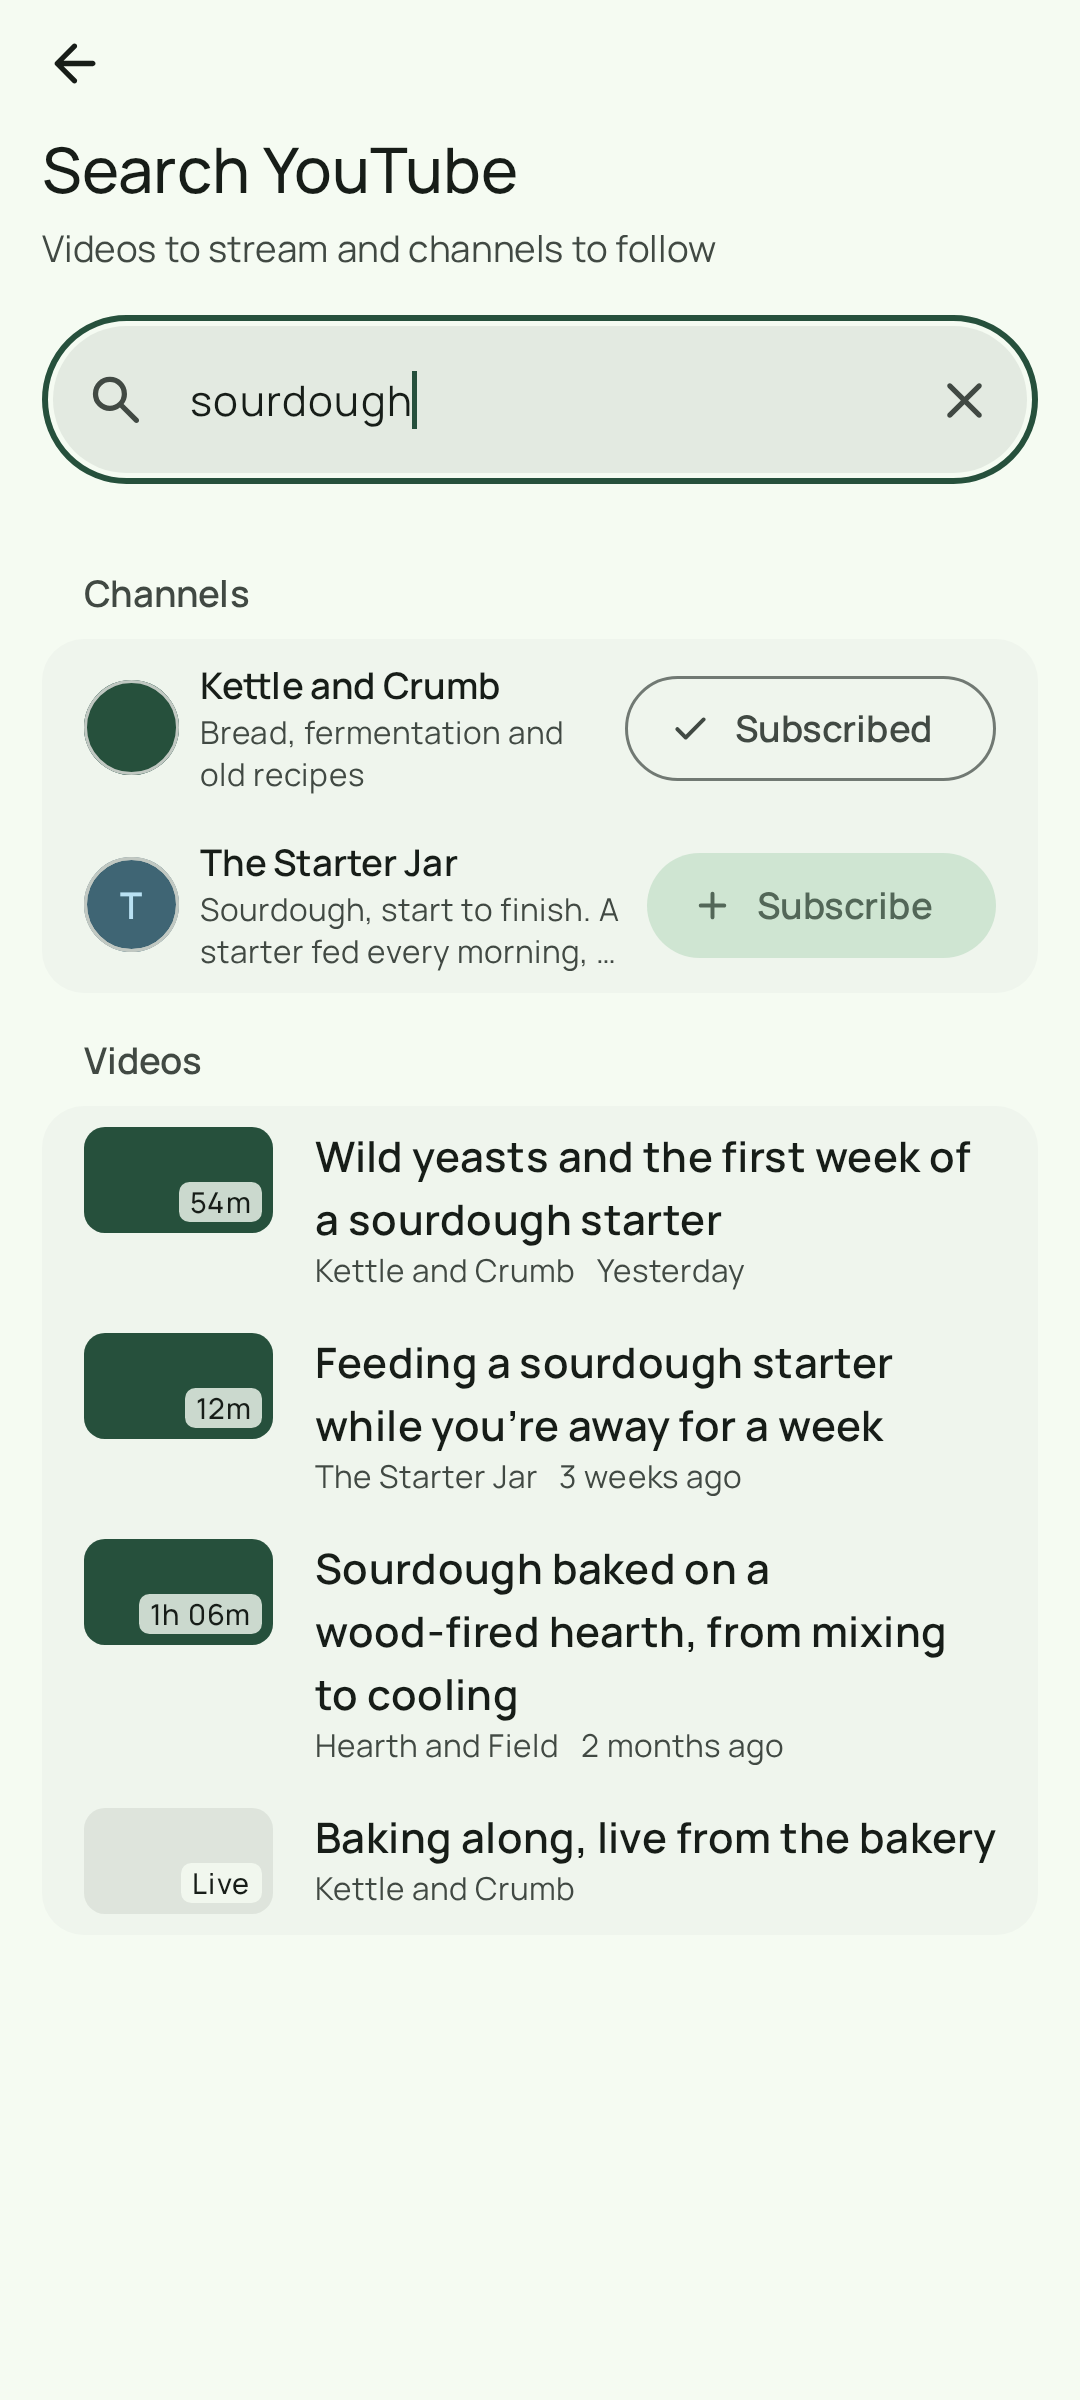 Search YouTube
Videos to stream and channels to follow
sourdough
Channels
Kettle and Crumb
Bread, fermentation and
old recipes
Subscribed
T
The Starter Jar
Sourdough, start to finish. A
starter fed every morning, …
Subscribe
Videos
54m
Wild yeasts and the first week of
a sourdough starter
Kettle and Crumb Yesterday
12m
Feeding a sourdough starter
while you’re away for a week
The Starter Jar 3 weeks ago
1h 06m
Sourdough baked on a
wood-fired hearth, from mixing
to cooling
Hearth and Field 2 months ago
Live
Baking along, live from the bakery
Kettle and Crumb